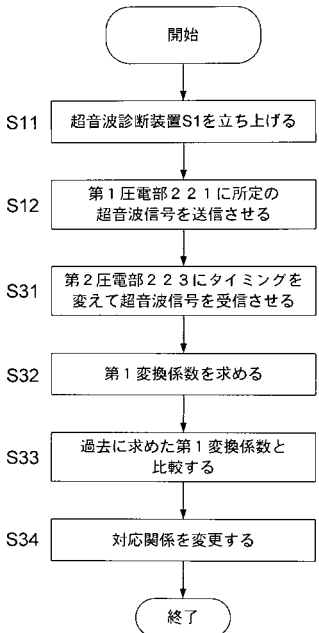 開始
S11 超音波診断装置S1を立ち上げる
S12 第1圧電部221に所定の
超音波信号を送信させる
S31 第2圧電部223にタイミングを
変えて超音波信号を受信させる
S32 第1変換係数を求める
S33 過去に求めた第1変換係数と
比較する
S34 対応関係を変更する
終了